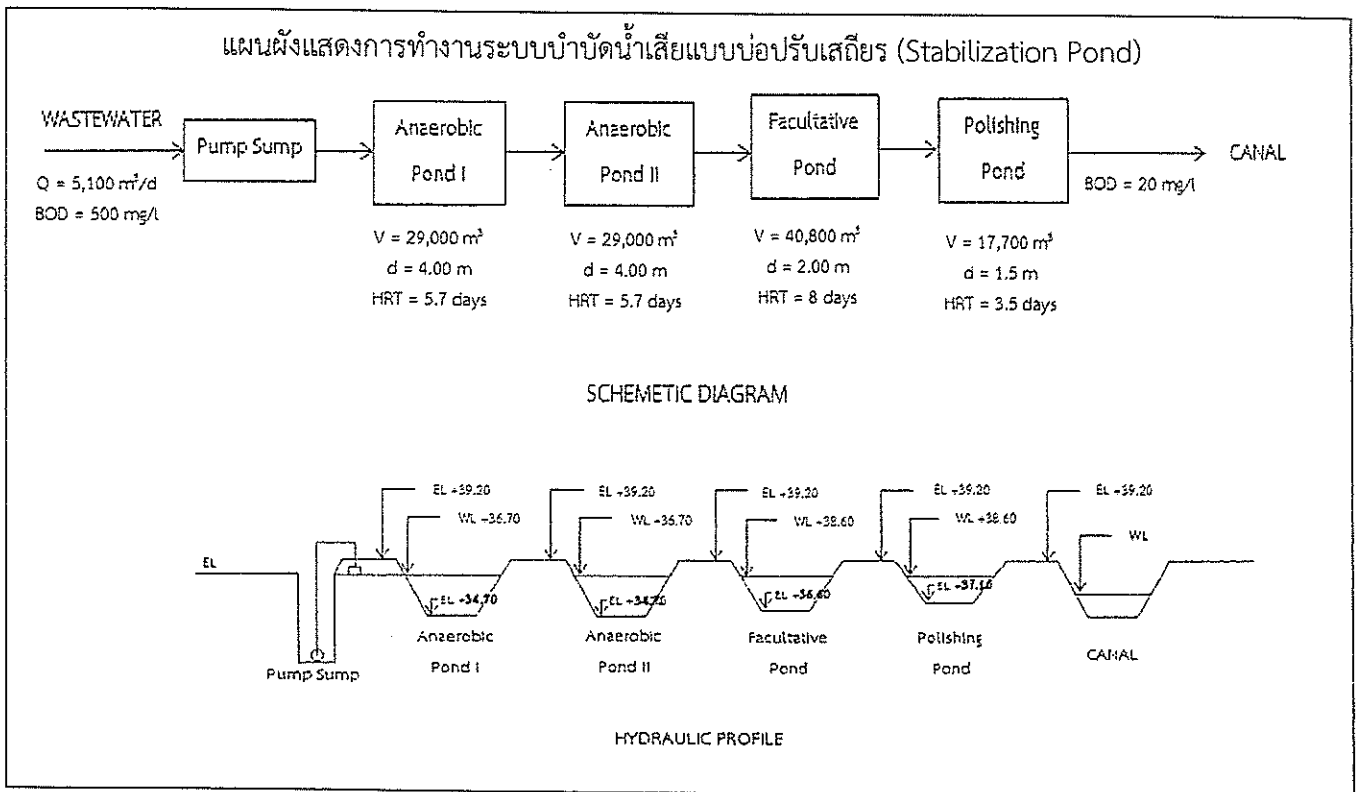 แผนผังแสดงการทำงานระบบบำบัดน้ำเสียแบบบ่อปรับเสถียร (Stabilization Pond)
WASTEWATER
Q = 5,100 m³/d
BOD = 500 mg/l
Pump Sump
Anaerobic
Pond I
V = 29,000 m³
d = 4.00 m
HRT = 5.7 days
Anaerobic
Pond II
V = 29,000 m³
d = 4.00 m
HRT = 5.7 days
Facultative
Pond
V = 40,800 m³
d = 2.00 m
HRT = 8 days
Polishing
Pond
V = 17,700 m³
d = 1.5 m
HRT = 3.5 days
CANAL
BOD = 20 mg/l
SCHEMETIC DIAGRAM
EL +39.20
EL +39.20
EL +39.20
EL +39.20
EL +39.20
WL +36.70
WL +36.70
WL +38.60
WL +38.60
WL
EL
EL +34.70
EL +34.70
EL +36.60
EL +37.10
Pump Sump
Anaerobic
Pond I
Anaerobic
Pond II
Facultative
Pond
Polishing
Pond
CANAL
HYDRAULIC PROFILE